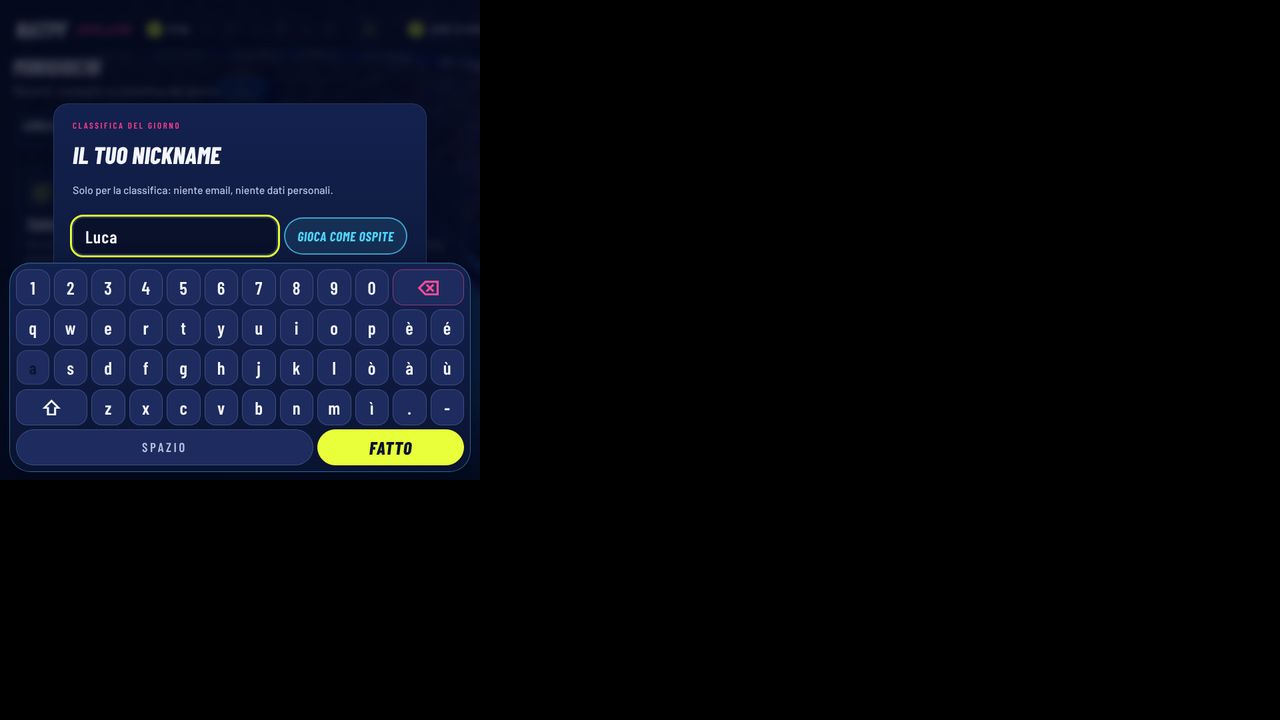 CLASSIFICA DEL GIORNO
IL TUO NICKNAME
Solo per la classifica: niente email, niente dati personali.
Luca
GIOCA COME OSPITE
1 2 3 4 5 6 7 8 9 0
q w e r t y u i o p è é
a s d f g h j k l ò à ù
z x c v b n m ì . -
SPAZIO
FATTO